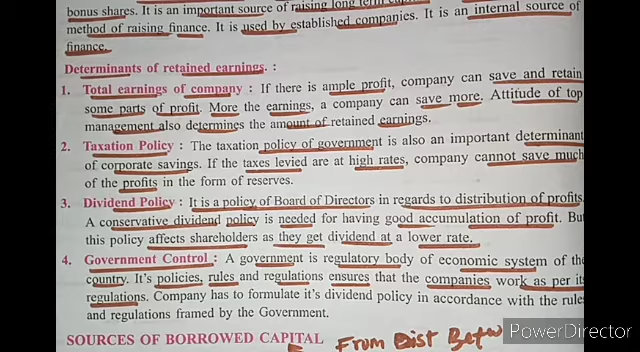 bonus shares. It is an important source of raising long term
method of raising finance. It is used by established companies. It is an internal source of
finance.
Determinants of retained earnings. :
1. Total earnings of company : If there is ample profit, company can save and retain
some parts of profit. More the earnings, a company can save more. Attitude of top
management also determines the amount of retained earnings.
2. Taxation Policy : The taxation policy of government is also an important determinant
of corporate savings. If the taxes levied are at high rates, company cannot save much
of the profits in the form of reserves.
3. Dividend Policy : It is a policy of Board of Directors in regards to distribution of profits.
A conservative dividend policy is needed for having good accumulation of profit. But
this policy affects shareholders as they get dividend at a lower rate.
4. Government Control : A government is regulatory body of economic system of the
country. It's policies, rules and regulations ensures that the companies work as per its
regulations. Company has to formulate it's dividend policy in accordance with the rule
and regulations framed by the Government.
SOURCES OF BORROWED CAPITAL From Dist Betw
PowerDirector